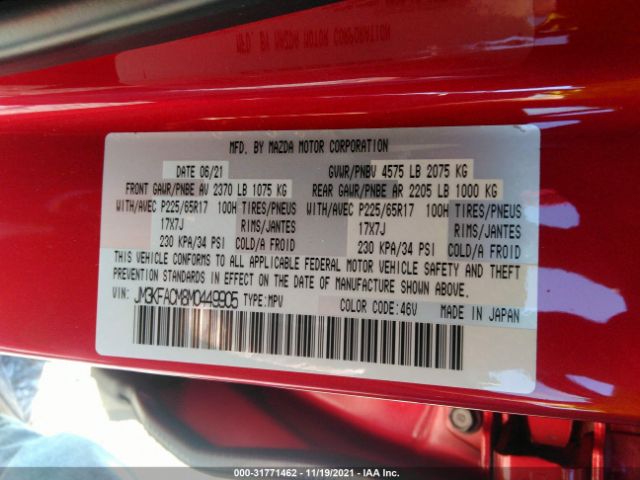 MFD. BY MAZDA MOTOR CORPORATION
MFD. BY MAZDA MOTOR CORPORATION
DATE 06/21 GVWR/PNBV 4575 LB 2075 KG
FRONT GAWR/PNBE AV 2370 LB 1075 KG REAR GAWR/PNBE AR 2205 LB 1000 KG
WITH/AVEC P225/65R17 100H TIRES/PNEUS WITH/AVEC P225/65R17 100H TIRES/PNEUS
17X7J RIMS/JANTES 17X7J RIMS/JANTES
230 KPA/34 PSI COLD/A FROID 230 KPA/34 PSI COLD/A FROID
THIS VEHICLE CONFORMS TO ALL APPLICABLE FEDERAL MOTOR VEHICLE SAFETY AND THEFT
PREVENTION STANDARDS IN EFFECT ON THE DATE OF MANUFACTURE SHOWN ABOVE.
VIN: JM3KFACM8M0449905 TYPE:MPV COLOR CODE:46V MADE IN JAPAN
000-31771462 - 11/19/2021 - IAA Inc.